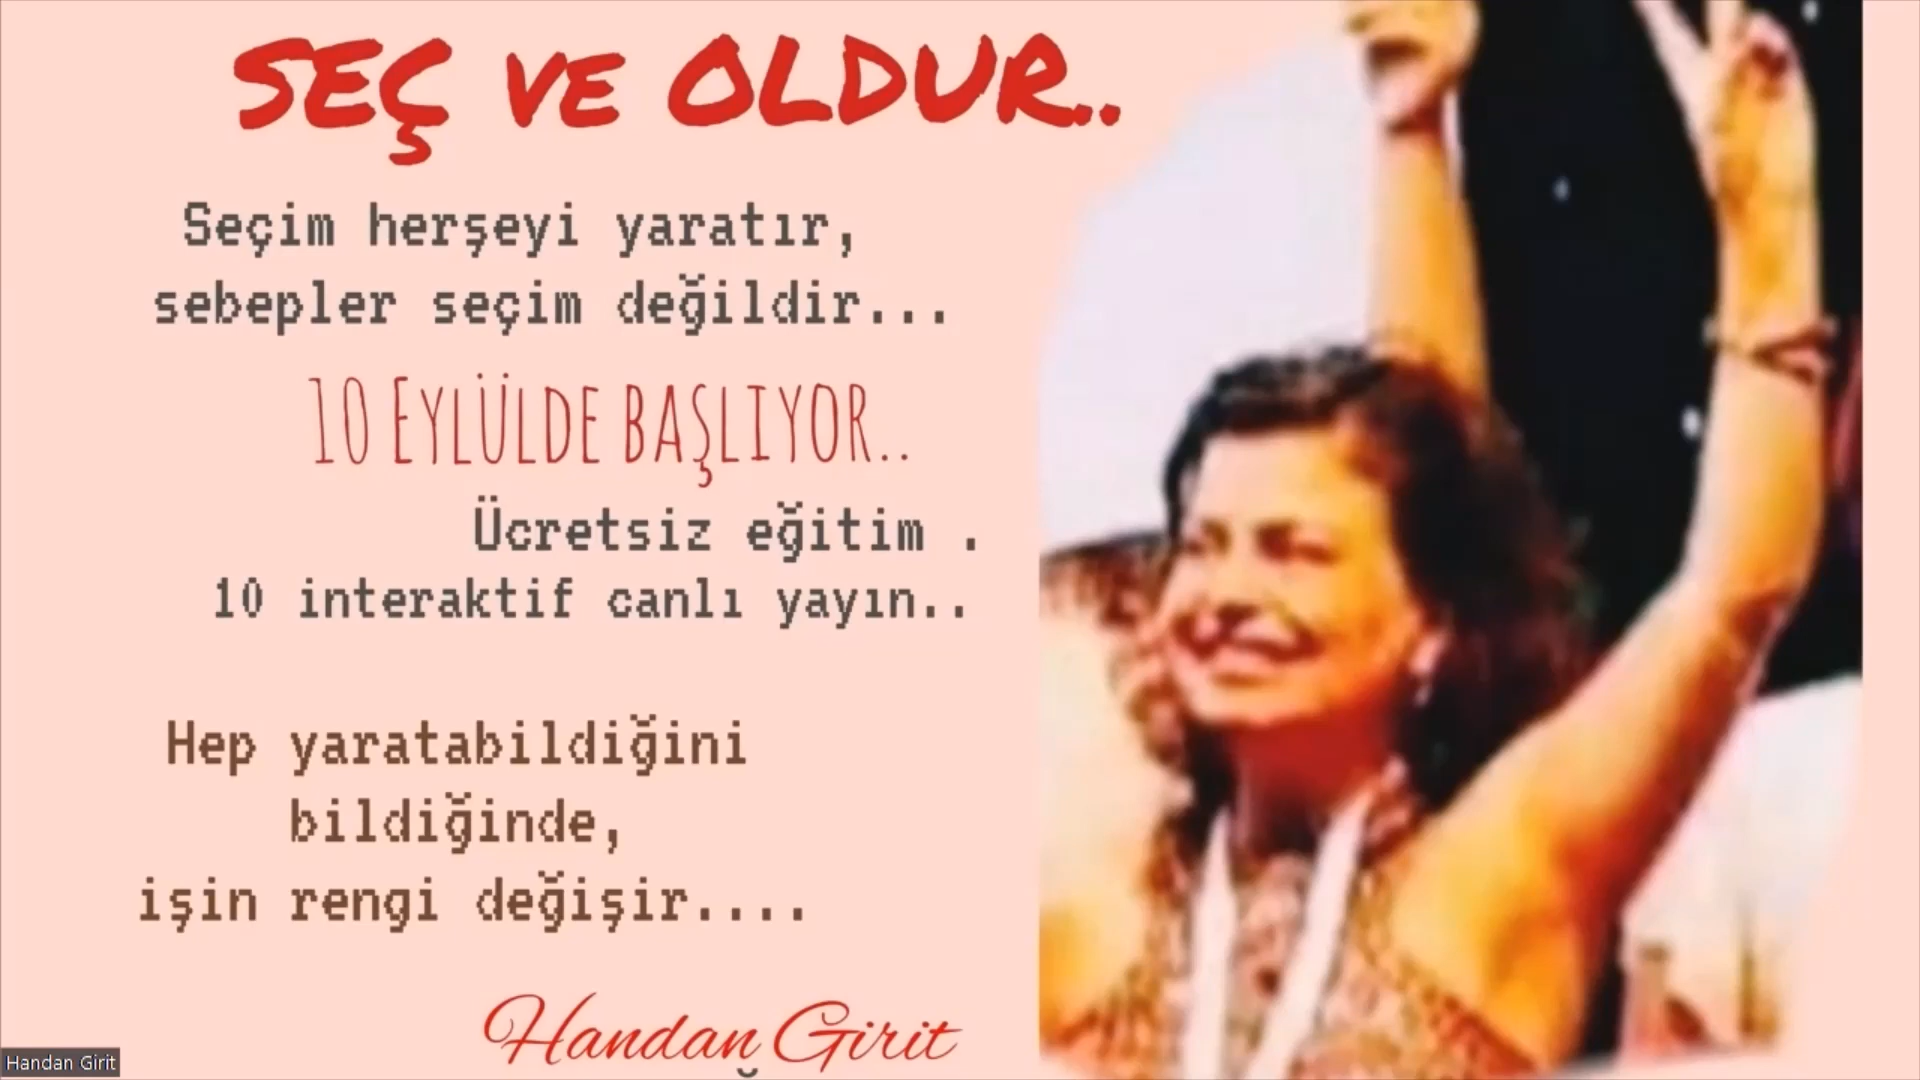 SEÇ VE OLDUR..
Seçim herşeyi yaratır,
sebepler seçim değildir...
10 EYLÜLDE BAŞLIYOR..
Ücretsiz eğitim .
10 interaktif canlı yayın..
Hep yaratabildiğini
bildiğinde,
işin rengi değişir....
Handan Girit
Handan Girit